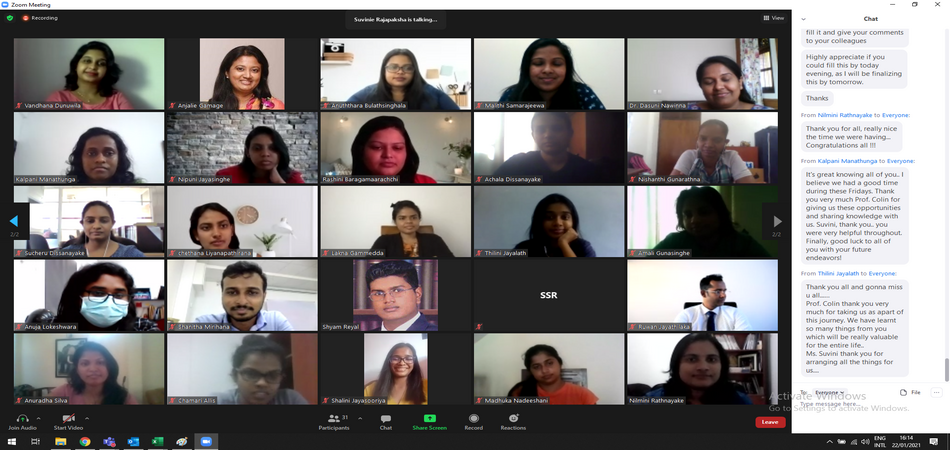 Zoom Meeting
Recording
Suvinie Rajapaksha is talking...
View
Chat
Vandhana Dunuwila
Anjalie Gamage
Anuththara Bulathsinghala
Malithi Samarajeewa
Dr. Dasuni Nawinna
Kalpani Manathunga
Nipuni Jayasinghe
Rashini Baragamaarachchi
Achala Dissanayake
Nishanthi Gunarathna
Sucheru Dissanayake
Chethana Liyanapathirana
Lakna Gammedda
Thilini Jayalath
Amali Gunasinghe
2/2
2/2
Anuja Lokeshwara
Shantha Mirihana
Shyam Reyal
SSR
Ruwan Jayathilaka
Anuradha Silva
Chamari Allis
Shalini Jayasooriya
Madhuka Nadeeshani
Nilmini Rathnayake
fill it and give your comments
to your colleagues
Highly appreciate if you
could fill this by today
evening, as I will be finalizing
this by tomorrow.
Thanks
From Nilmini Rathnayake to Everyone:
Thank you for all, really nice
the time we were having...
Congratulations all !!!
From Kalpani Manathunga to Everyone:
It's great knowing all of you.. I
believe we had a good time
during these Fridays. Thank
you very much Prof. Colin for
giving us these opportunities
and sharing knowledge with
us. Suvini, thank you.. you
were very helpful throughout.
Finally, good luck to all of
you with your future
endeavors!
From Thilini Jayalath to Everyone:
Thank you all and gonna miss
u all......
Prof. Colin thank you very
much for taking us as apart of
this journey. We have learnt
so many things from you
which will be really valuable
for the entire life..
Ms. Suvini thank you for
arranging all the things for
us...
To: Everyone
File
Type message here...
Activate Windows
Go to Settings to activate Windows.
Join Audio
Start Video
Participants
31
Chat
Share Screen
Record
Reactions
Leave
ENG
INTL
16:14
22/01/2021